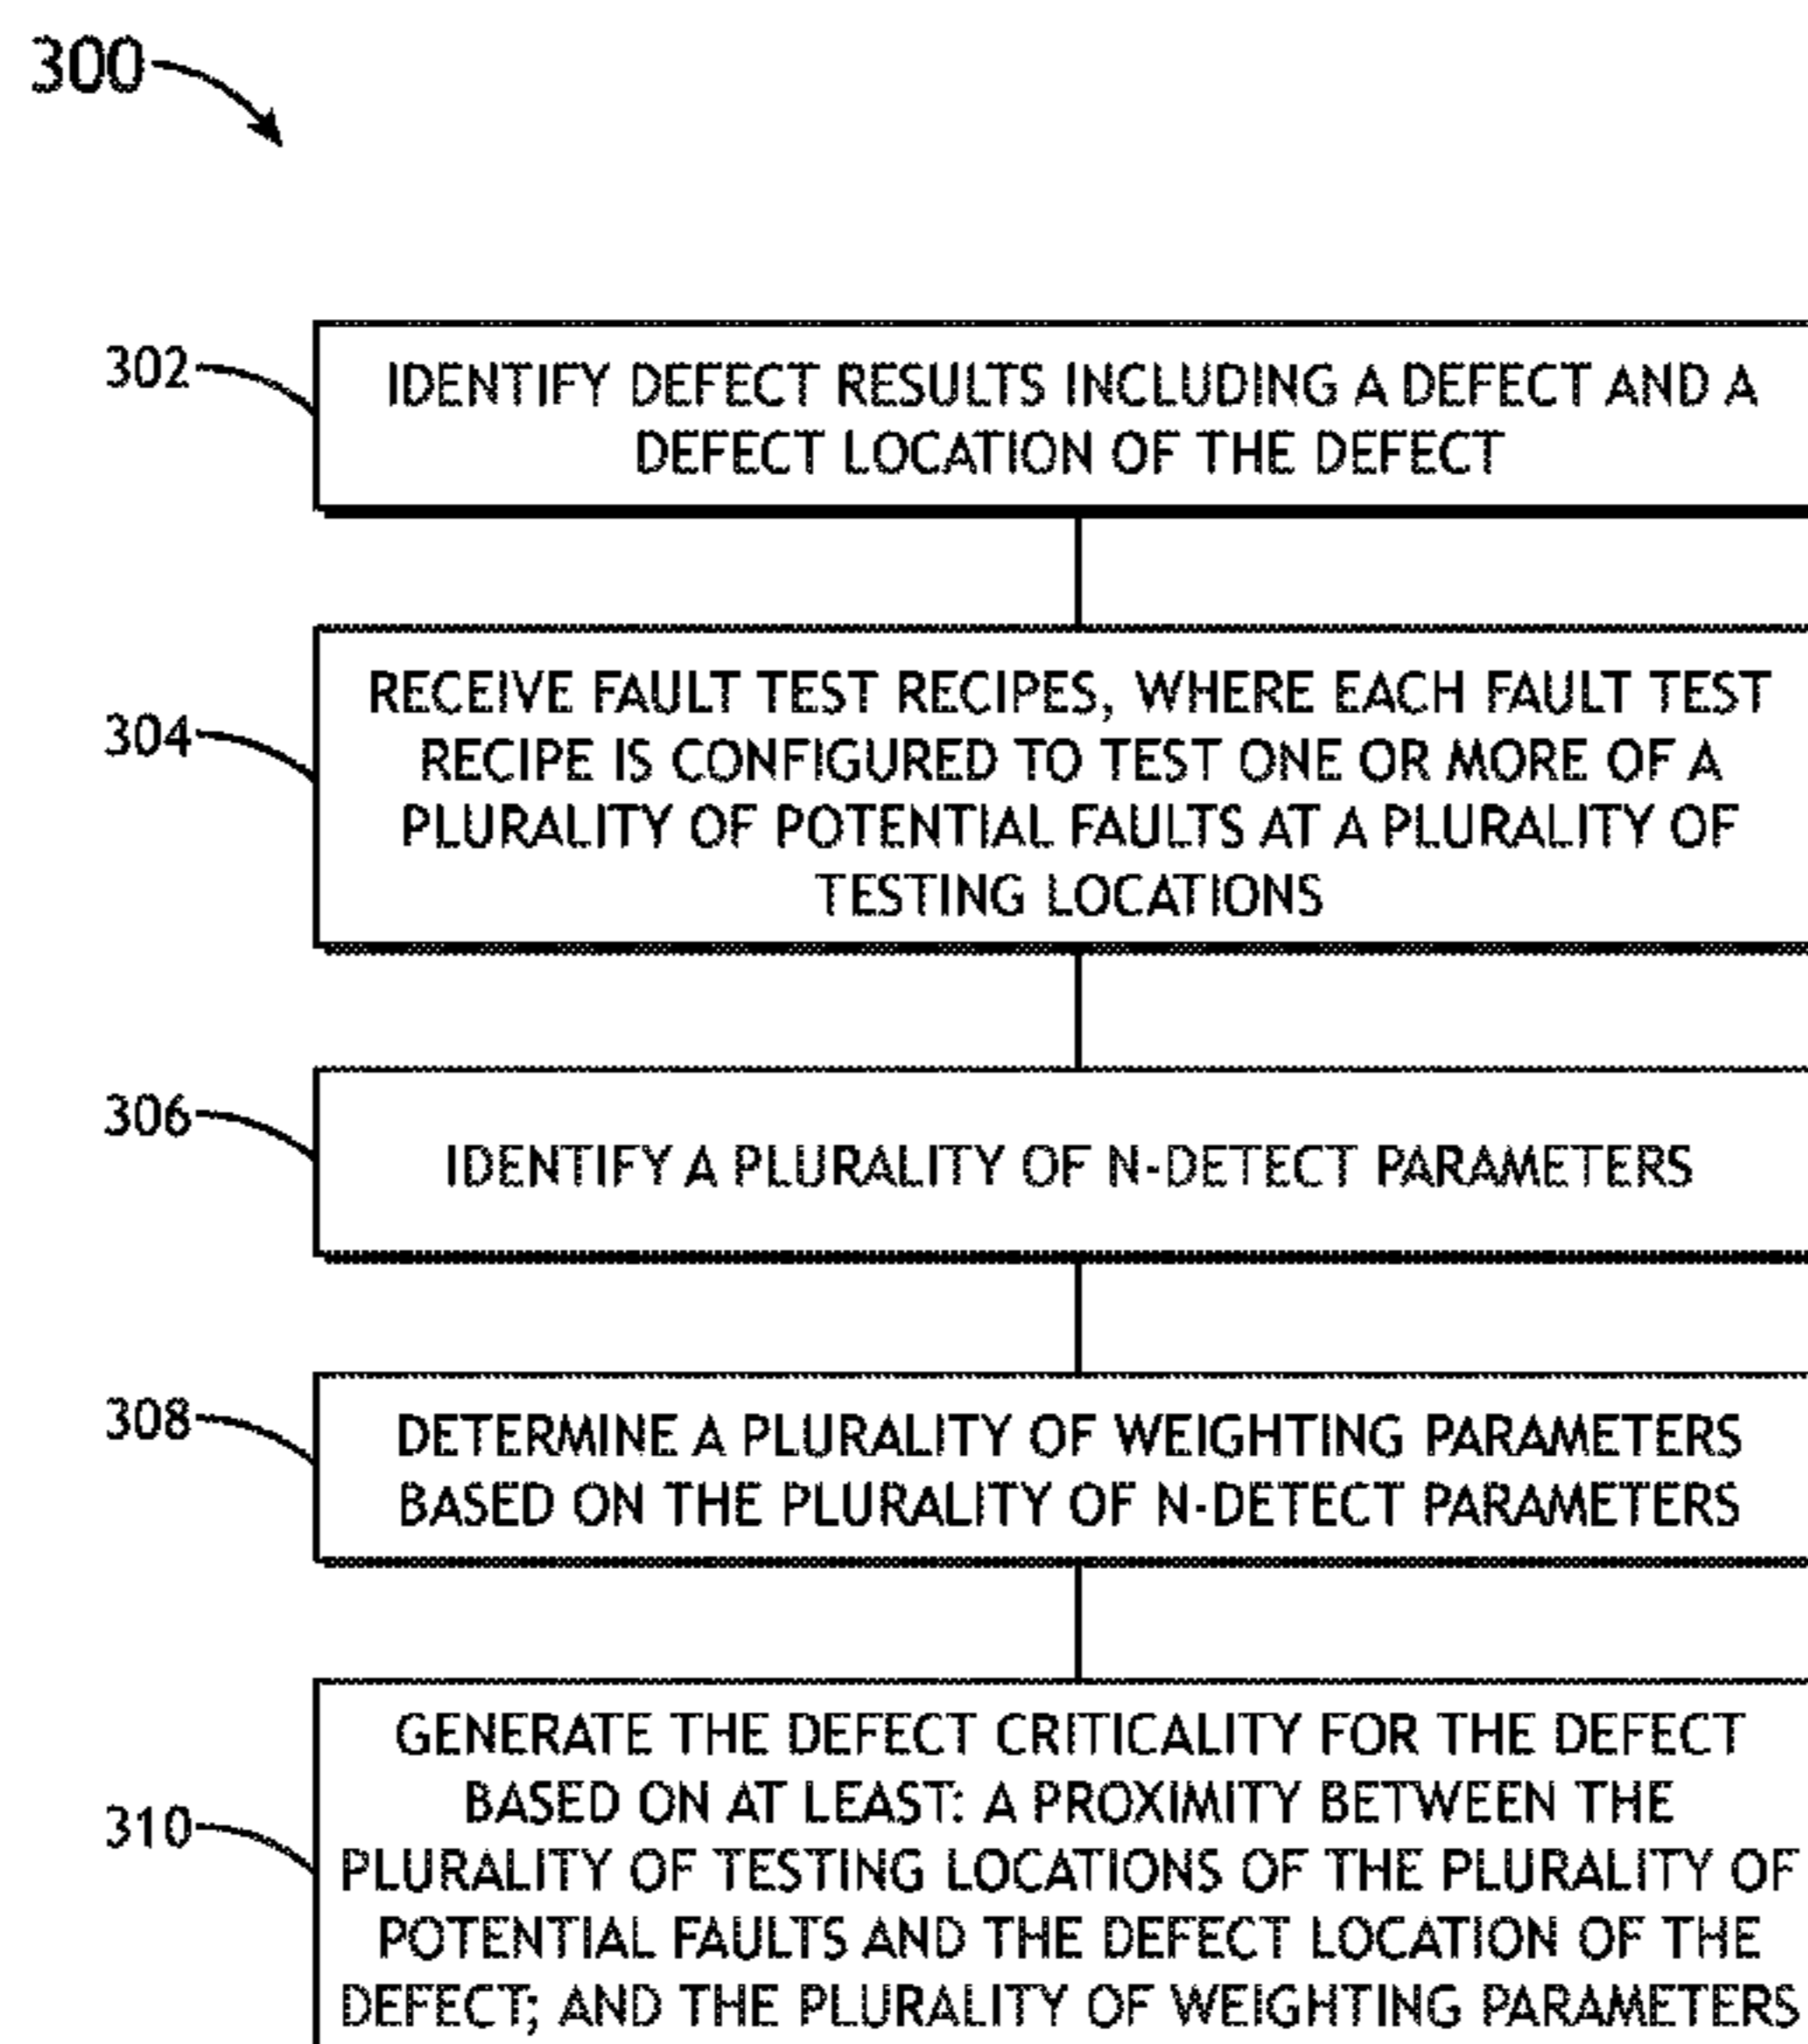 300
302
IDENTIFY DEFECT RESULTS INCLUDING A DEFECT AND A
DEFECT LOCATION OF THE DEFECT
304
RECEIVE FAULT TEST RECIPES, WHERE EACH FAULT TEST
RECIPE IS CONFIGURED TO TEST ONE OR MORE OF A
PLURALITY OF POTENTIAL FAULTS AT A PLURALITY OF
TESTING LOCATIONS
306
IDENTIFY A PLURALITY OF N-DETECT PARAMETERS
308
DETERMINE A PLURALITY OF WEIGHTING PARAMETERS
BASED ON THE PLURALITY OF N-DETECT PARAMETERS
310
GENERATE THE DEFECT CRITICALITY FOR THE DEFECT
BASED ON AT LEAST: A PROXIMITY BETWEEN THE
PLURALITY OF TESTING LOCATIONS OF THE PLURALITY OF
POTENTIAL FAULTS AND THE DEFECT LOCATION OF THE
DEFECT; AND THE PLURALITY OF WEIGHTING PARAMETERS